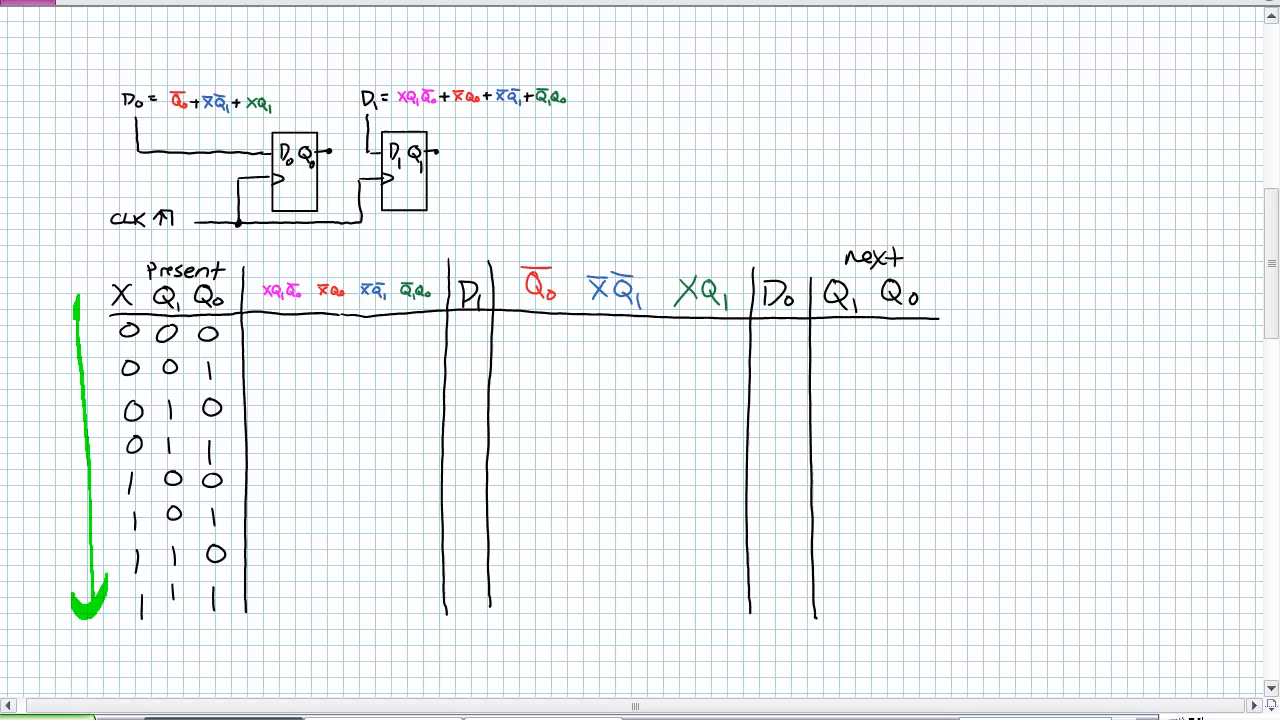 D₀ = Q̅₀ + X̅Q̅₁ + XQ₁ D₁ = XQ₁Q̅₀ + X̅Q₀ + X̅Q̅₁ + Q̅₁Q₀
D₀ Q₀ D₁ Q₁
CLK ↑
Present next
X Q₁ Q₀ XQ₁Q̅₀ X̅Q₀ X̅Q̅₁ Q̅₁Q₀ D₁ Q̅₀ X̅Q̅₁ XQ₁ D₀ Q₁ Q₀
0 0 0
0 0 1
0 1 0
0 1 1
1 0 0
1 0 1
1 1 0
1 1 1